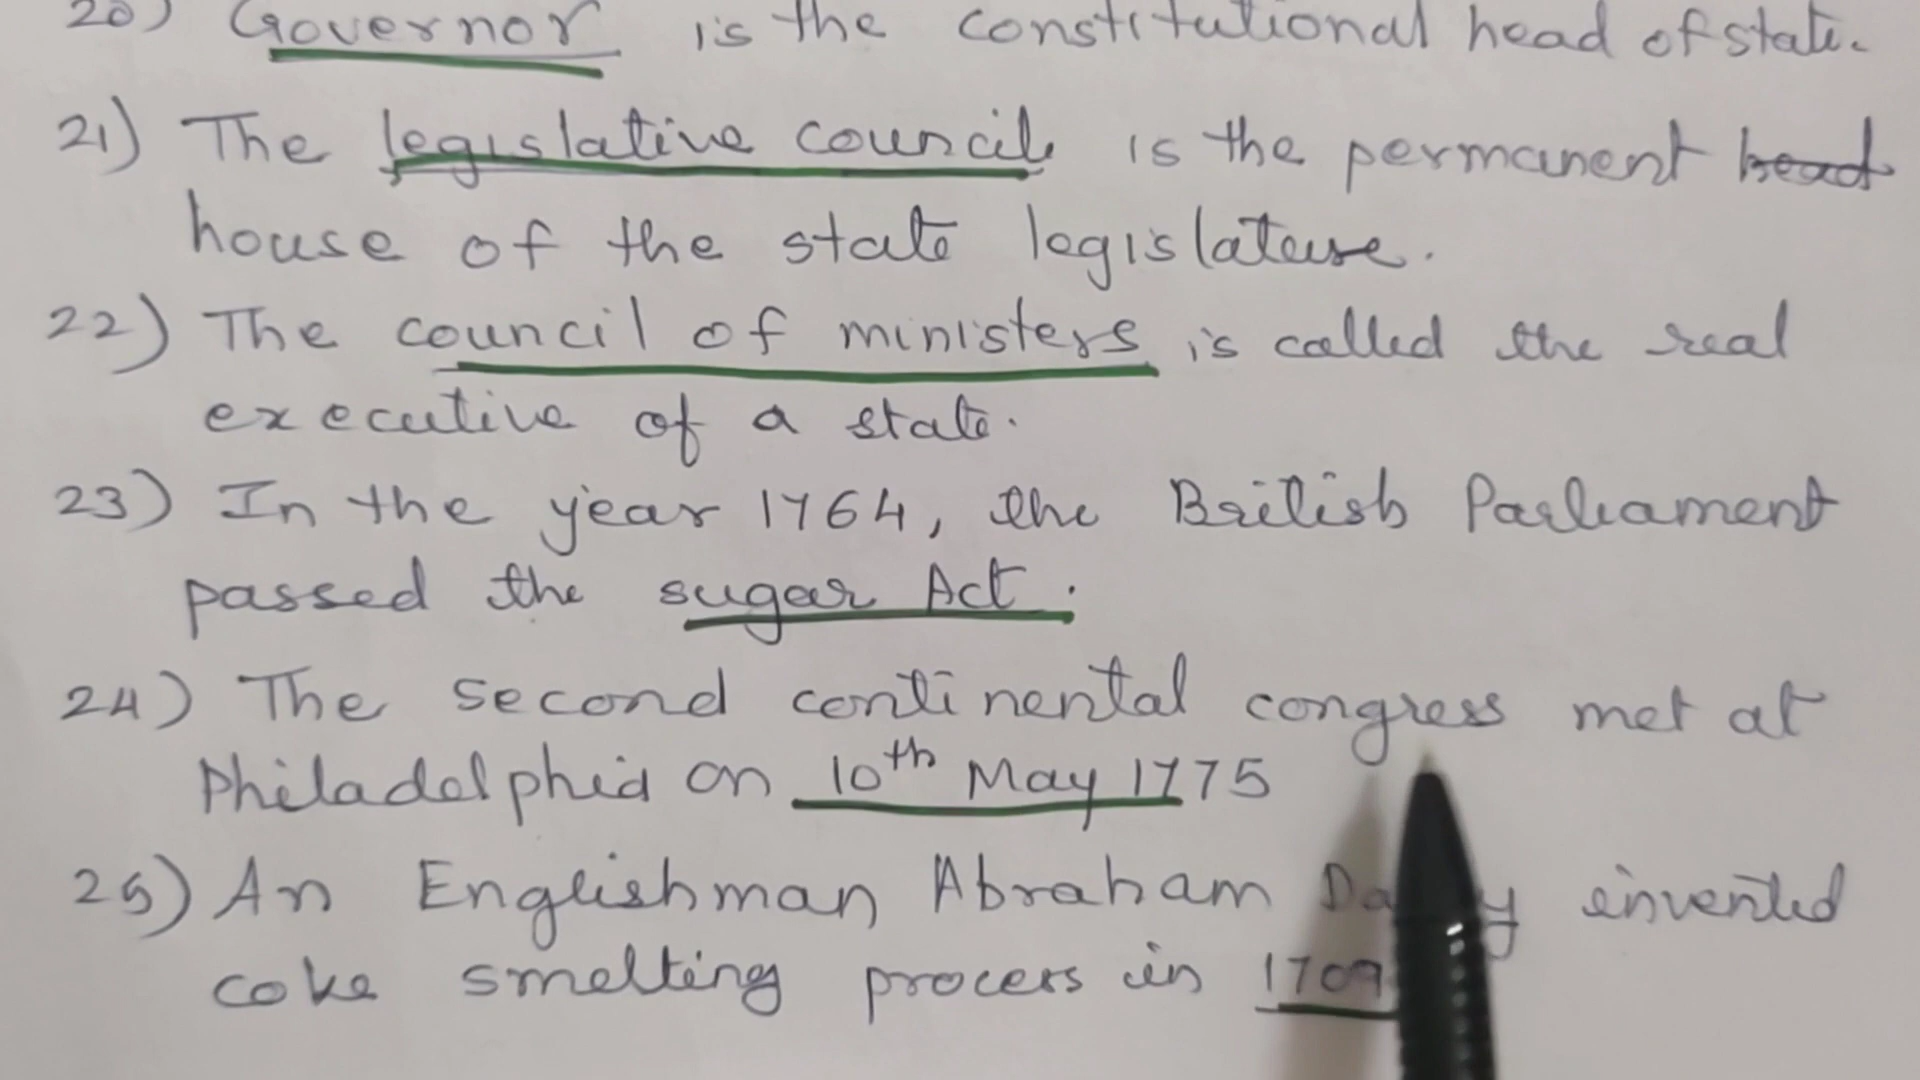 20) Governor is the constitutional head of state.
21) The legislative council is the permanent head
house of the state legislature.
22) The council of ministers is called the real
executive of a state.
23) In the year 1764, the British Parliament
passed the sugar Act.
24) The second continental congress met at
Philadelphia on 10th May 1775
25) An Englishman Abraham invented
coke smelting process in 1709